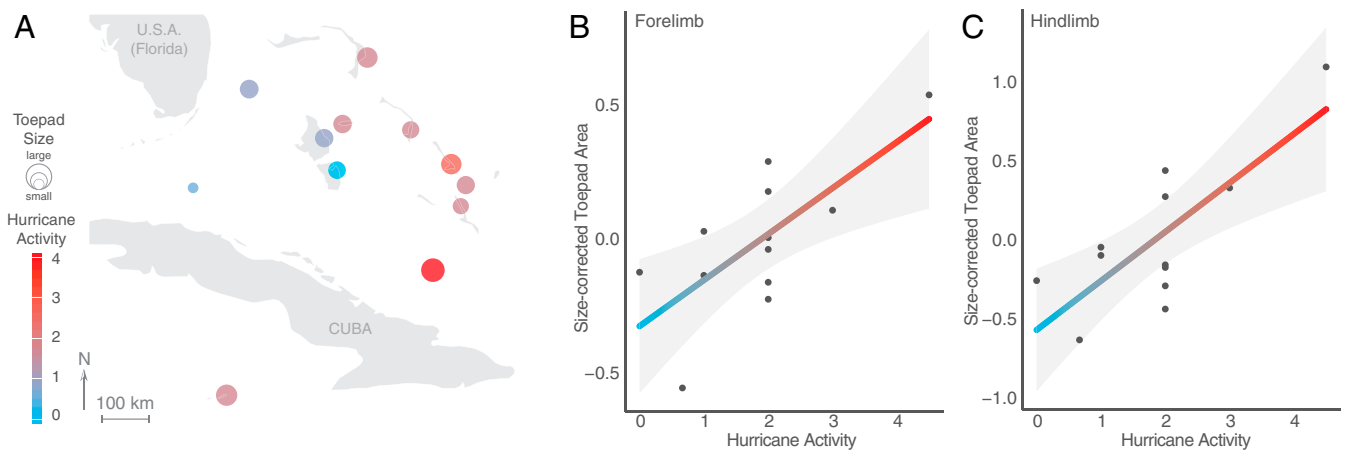 A
U.S.A.
(Florida)
Toepad
Size
large
small
Hurricane
Activity
4
3
2
1
0
N
100 km
CUBA
B
Forelimb
Size-corrected Toepad Area
0.5
0.0
−0.5
0
1
2
3
4
Hurricane Activity
C
Hindlimb
Size-corrected Toepad Area
1.0
0.5
0.0
−0.5
−1.0
0
1
2
3
4
Hurricane Activity